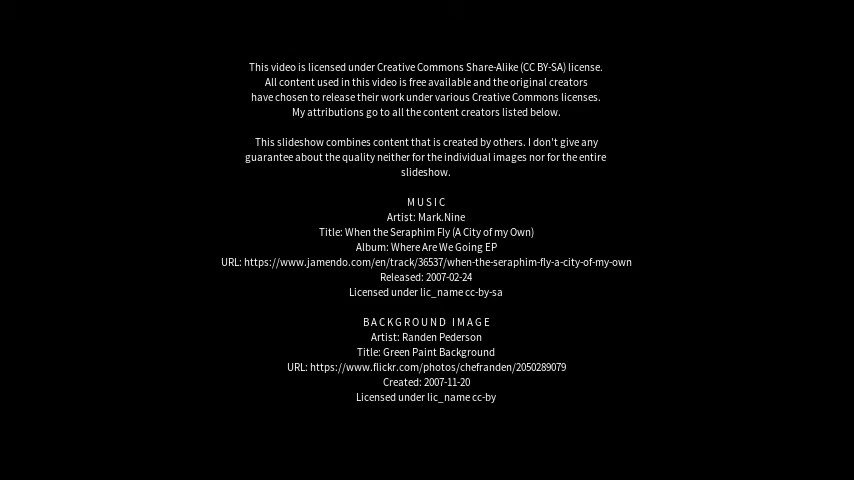 This video is licensed under Creative Commons Share-Alike (CC BY-SA) license.
All content used in this video is free available and the original creators
have chosen to release their work under various Creative Commons licenses.
My attributions go to all the content creators listed below.
This slideshow combines content that is created by others. I don't give any
guarantee about the quality neither for the individual images nor for the entire
slideshow.
MUSIC
Artist: Mark.Nine
Title: When the Seraphim Fly (A City of my Own)
Album: Where Are We Going EP
URL: https://www.jamendo.com/en/track/36537/when-the-seraphim-fly-a-city-of-my-own
Released: 2007-02-24
Licensed under lic_name cc-by-sa
BACKGROUND IMAGE
Artist: Randen Pederson
Title: Green Paint Background
URL: https://www.flickr.com/photos/chefranden/2050289079
Created: 2007-11-20
Licensed under lic_name cc-by